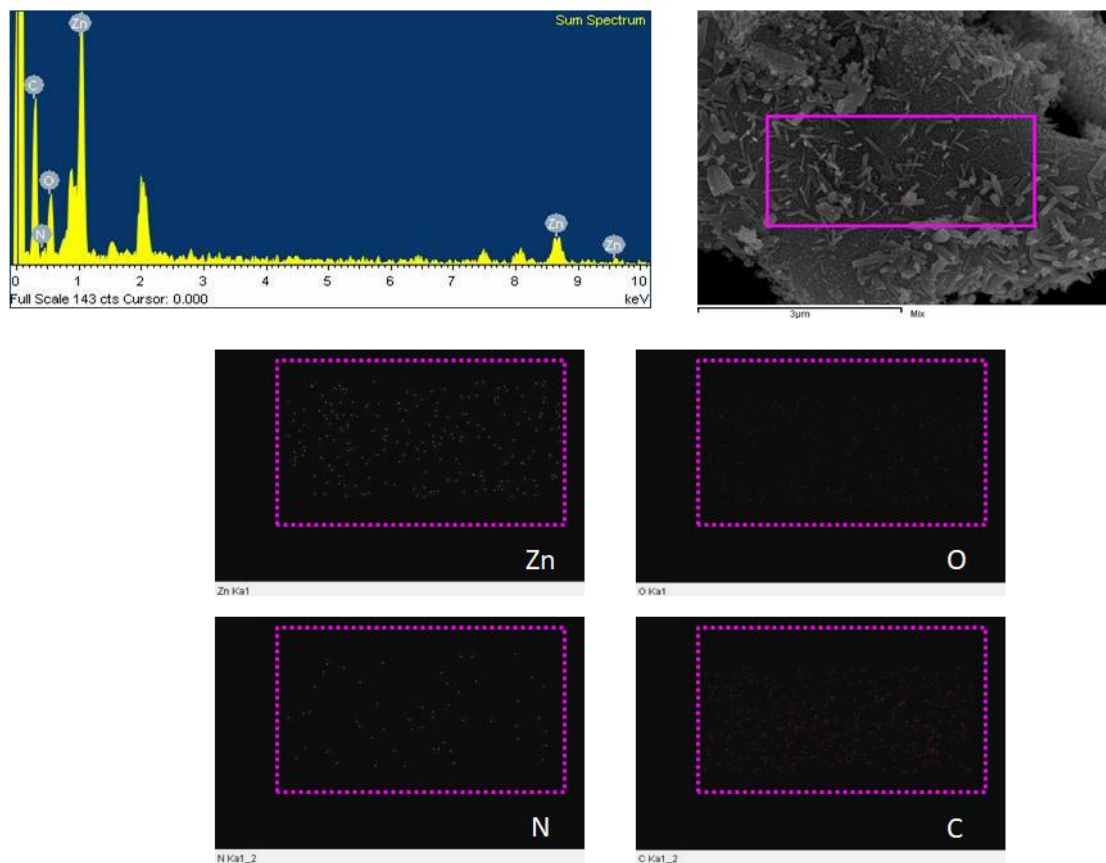 Sum Spectrum
Zn
C
O
N
Zn
Zn
0 1 2 3 4 5 6 7 8 9 10
Full Scale 143 cts Cursor: 0.000 keV
3µm Mix
Zn
Zn Ka1
O
O Ka1
N
N Ka1_2
C
C Ka1_2